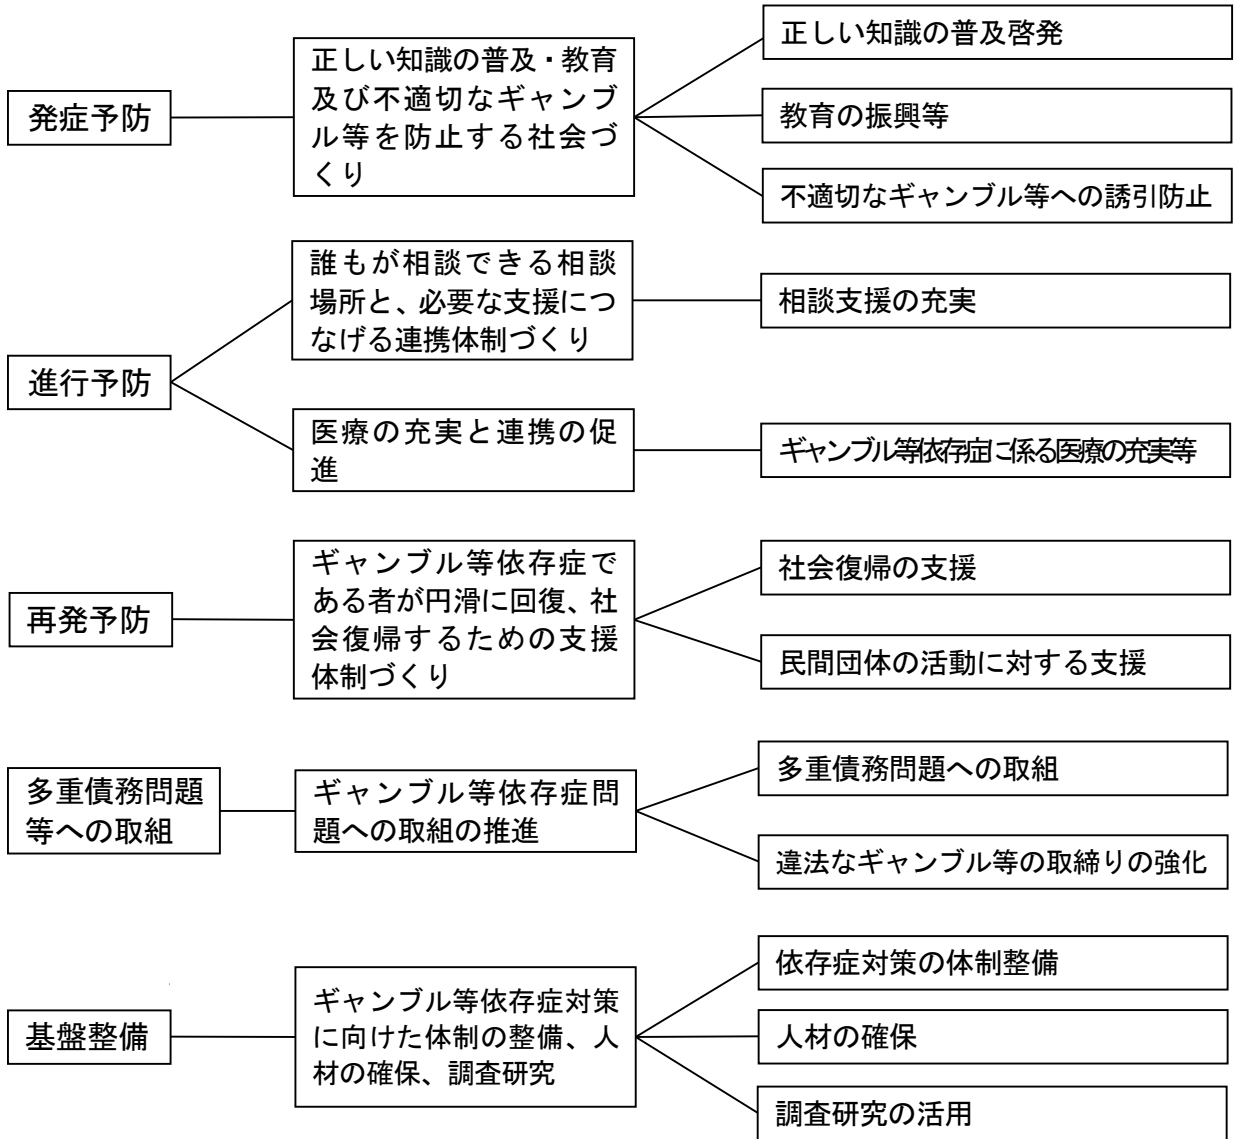 発症予防
正しい知識の普及・教育
及び不適切なギャンブ
ル等を防止する社会づ
くり
正しい知識の普及啓発
教育の振興等
不適切なギャンブル等への誘引防止
進行予防
誰もが相談できる相談
場所と、必要な支援につ
なげる連携体制づくり
相談支援の充実
医療の充実と連携の促
進
ギャンブル等依存症に係る医療の充実等
再発予防
ギャンブル等依存症で
ある者が円滑に回復、社
会復帰するための支援
体制づくり
社会復帰の支援
民間団体の活動に対する支援
多重債務問題
等への取組
ギャンブル等依存症問
題への取組の推進
多重債務問題への取組
違法なギャンブル等の取締りの強化
基盤整備
ギャンブル等依存症対策
に向けた体制の整備、人
材の確保、調査研究
依存症対策の体制整備
人材の確保
調査研究の活用